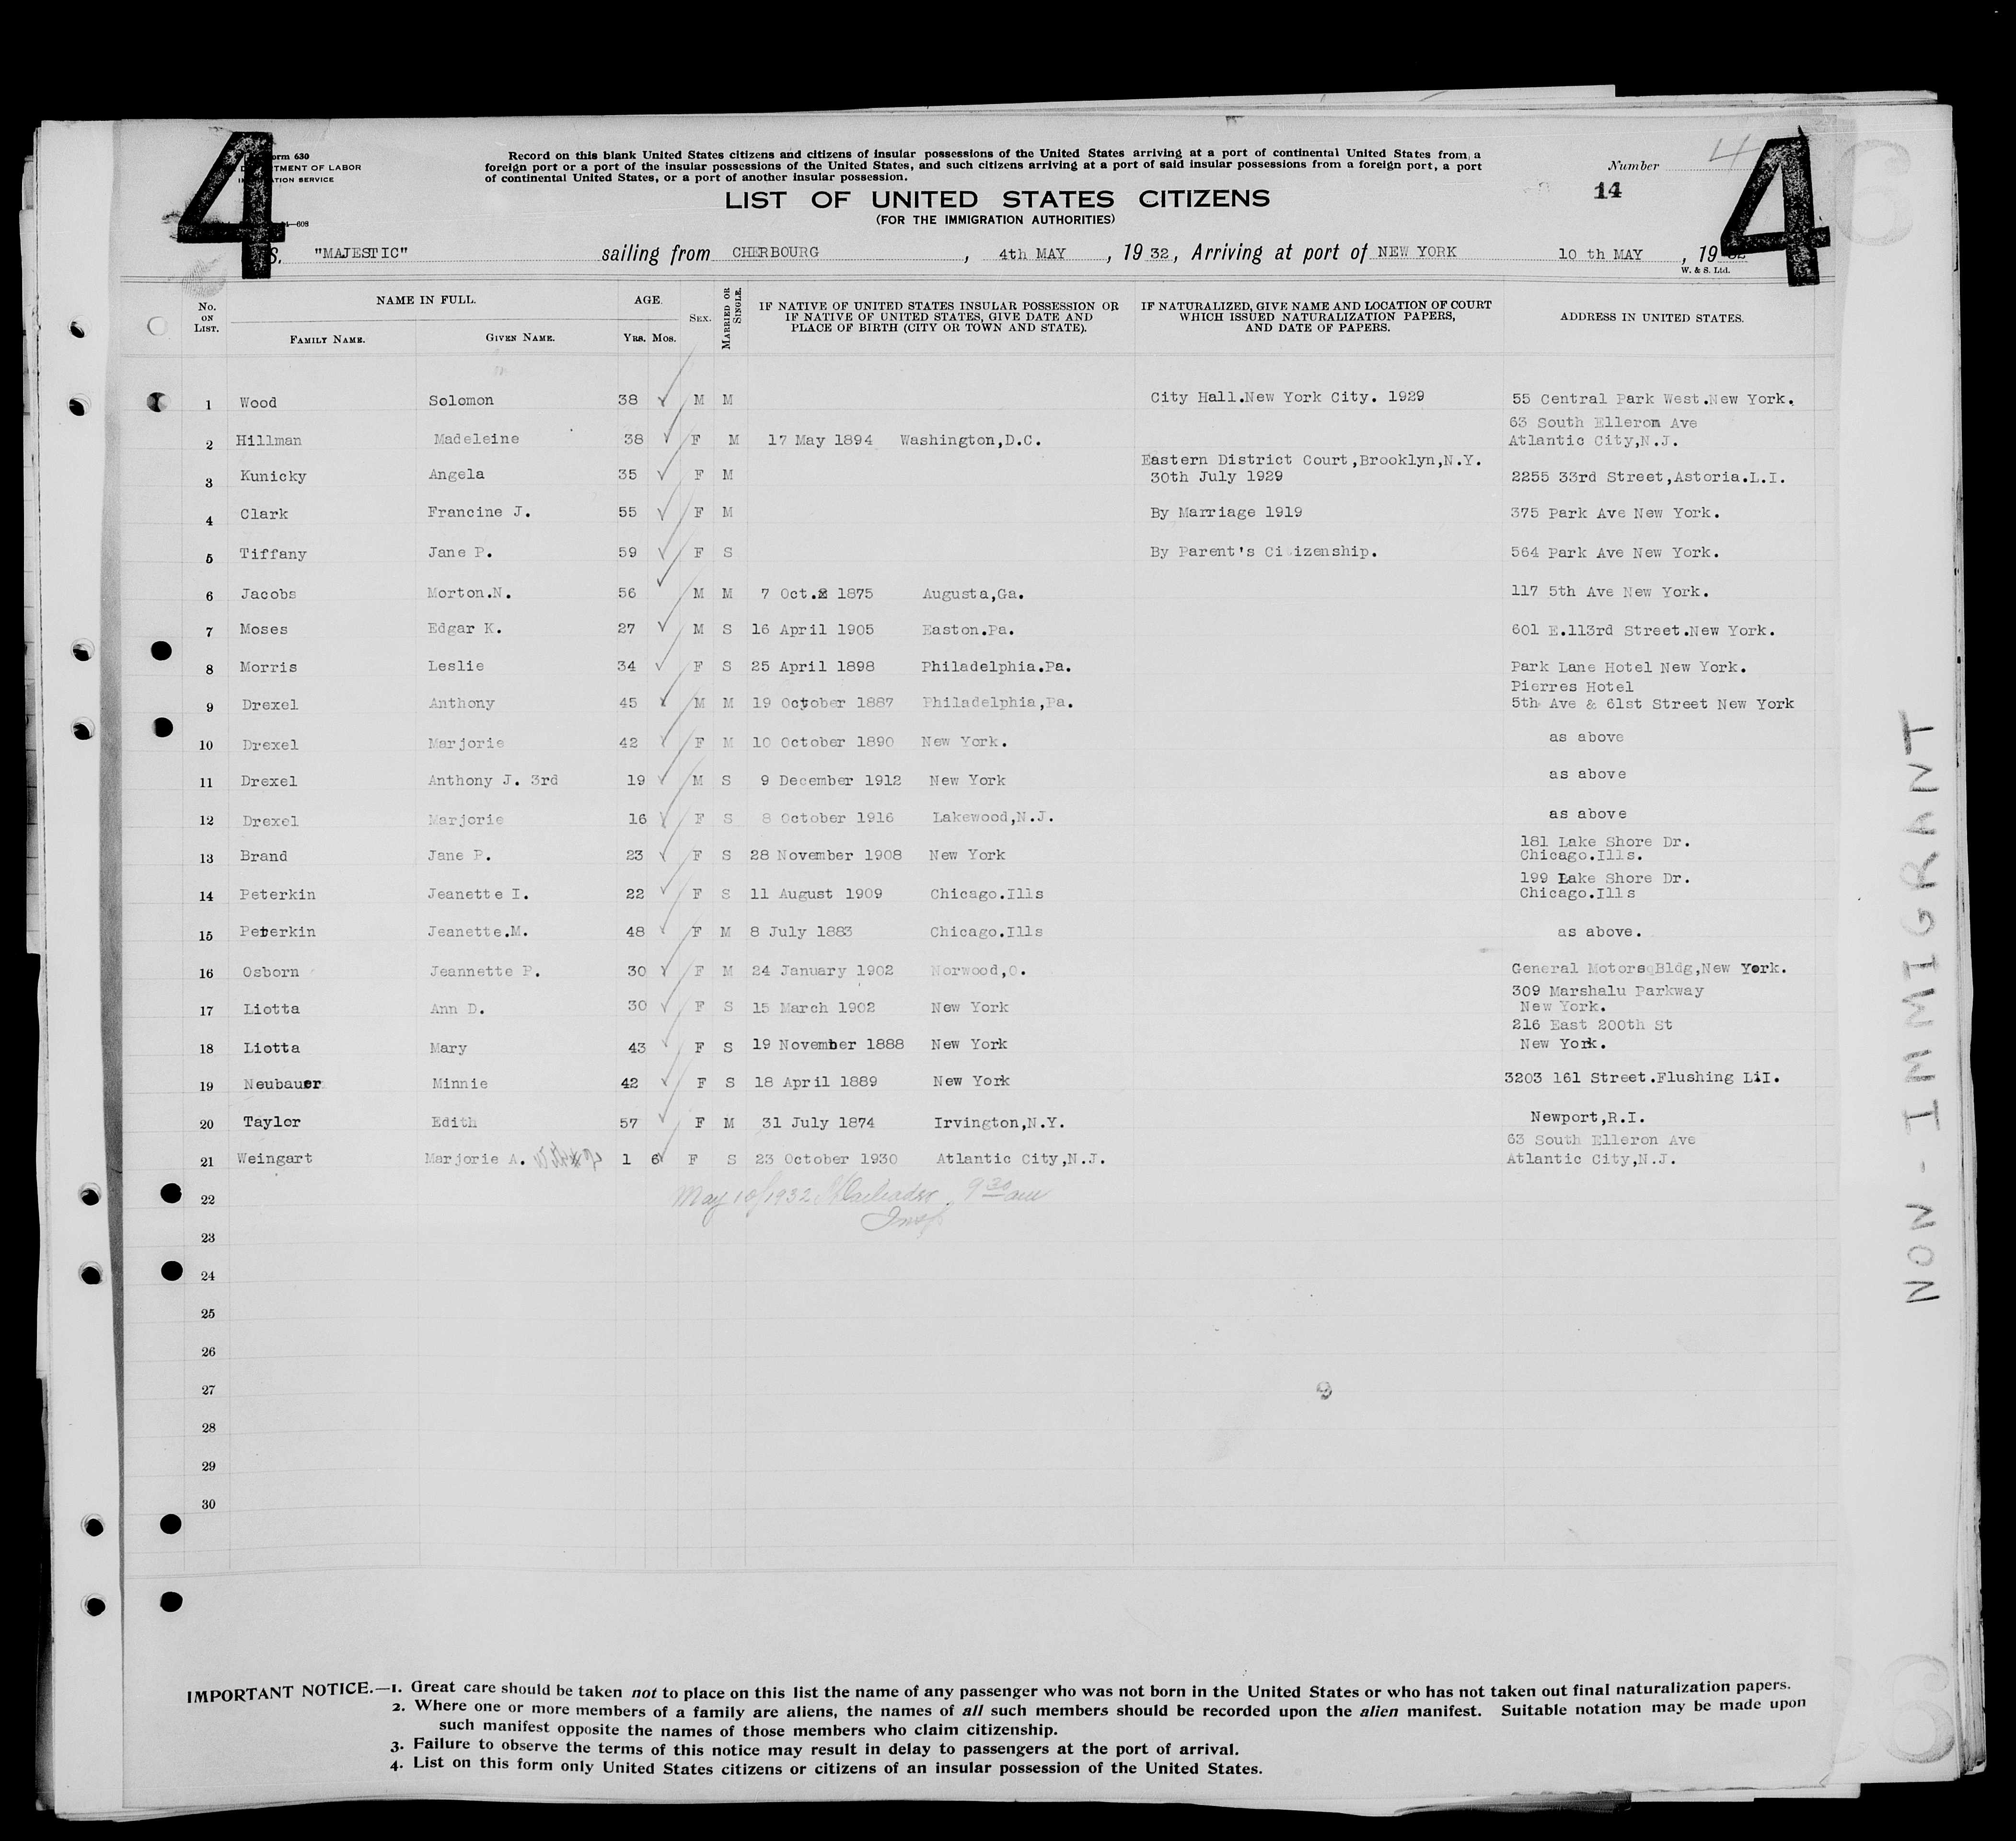 4
4
4
orm 630
TMENT OF LABOR
ATION SERVICE
Record on this blank United States citizens and citizens of insular possessions of the United States arriving at a port of continental United States from a
foreign port or a port of the insular possessions of the United States, and such citizens arriving at a port of said insular possessions from a foreign port, a port
of continental United States, or a port of another insular possession.
Number
14
LIST OF UNITED STATES CITIZENS
(FOR THE IMMIGRATION AUTHORITIES)
S. "MAJESTIC" sailing from CHERBOURG , 4th MAY , 19 32, Arriving at port of NEW YORK 10 th MAY , 19
W. & S. Ltd.
No. ON LIST. NAME IN FULL. AGE. SEX. MARRIED OR SINGLE. IF NATIVE OF UNITED STATES INSULAR POSSESSION OR IF NATIVE OF UNITED STATES, GIVE DATE AND PLACE OF BIRTH (CITY OR TOWN AND STATE). IF NATURALIZED, GIVE NAME AND LOCATION OF COURT WHICH ISSUED NATURALIZATION PAPERS, AND DATE OF PAPERS. ADDRESS IN UNITED STATES.
FAMILY NAME. GIVEN NAME. YRS. MOS.
1 Wood Solomon 38 M M City Hall.New York City. 1929 55 Central Park West.New York.
63 South Ellerom Ave
2 Hillman Madeleine 38 F M 17 May 1894 Washington,D.C. Atlantic City,N.J.
Eastern District Court,Brooklyn,N.Y.
3 Kunicky Angela 35 F M 30th July 1929 2255 33rd Street,Astoria.L.I.
4 Clark Francine J. 55 F M By Marriage 1919 375 Park Ave New York.
5 Tiffany Jane P. 59 F S By Parent's Citizenship. 564 Park Ave New York.
6 Jacobs Morton.N. 56 M M 7 Oct. 1875 Augusta,Ga. 117 5th Ave New York.
7 Moses Edgar K. 27 M S 16 April 1905 Easton.Pa. 601 E.113rd Street.New York.
8 Morris Leslie 34 F S 25 April 1898 Philadelphia.Pa. Park Lane Hotel New York.
Pierres Hotel
9 Drexel Anthony 45 M M 19 October 1887 Philadelphia,Pa. 5th Ave & 61st Street New York
10 Drexel Marjorie 42 F M 10 October 1890 New York. as above
11 Drexel Anthony J. 3rd 19 M S 9 December 1912 New York as above
12 Drexel Marjorie 16 F S 8 October 1916 Lakewood,N.J. as above
181 Lake Shore Dr.
13 Brand Jane P. 23 F S 28 November 1908 New York Chicago.Ills.
199 Lake Shore Dr.
14 Peterkin Jeanette I. 22 F S 11 August 1909 Chicago.Ills Chicago.Ills
15 Peterkin Jeanette.M. 48 F M 8 July 1883 Chicago.Ills as above.
16 Osborn Jeannette P. 30 F M 24 January 1902 Norwood,O. General Motors Bldg,New York.
309 Marshalu Parkway
17 Liotta Ann D. 30 F S 15 March 1902 New York New York.
216 East 200th St
18 Liotta Mary 43 F S 19 November 1888 New York New York.
19 Neubauer Minnie 42 F S 18 April 1889 New York 3203 161 Street.Flushing LiI.
20 Taylor Edith 57 F M 31 July 1874 Irvington,N.Y. Newport,R.I.
63 South Elleron Ave
21 Weingart Marjorie A. 1 6 F S 23 October 1930 Atlantic City,N.J. Atlantic City,N.J.
22 May 10/1932 9 30 am
Insp
23
24
25
26
27
28
29
30
NON-IMMIGRANT
IMPORTANT NOTICE.—1. Great care should be taken not to place on this list the name of any passenger who was not born in the United States or who has not taken out final naturalization papers.
2. Where one or more members of a family are aliens, the names of all such members should be recorded upon the alien manifest. Suitable notation may be made upon
such manifest opposite the names of those members who claim citizenship.
3. Failure to observe the terms of this notice may result in delay to passengers at the port of arrival.
4. List on this form only United States citizens or citizens of an insular possession of the United States.